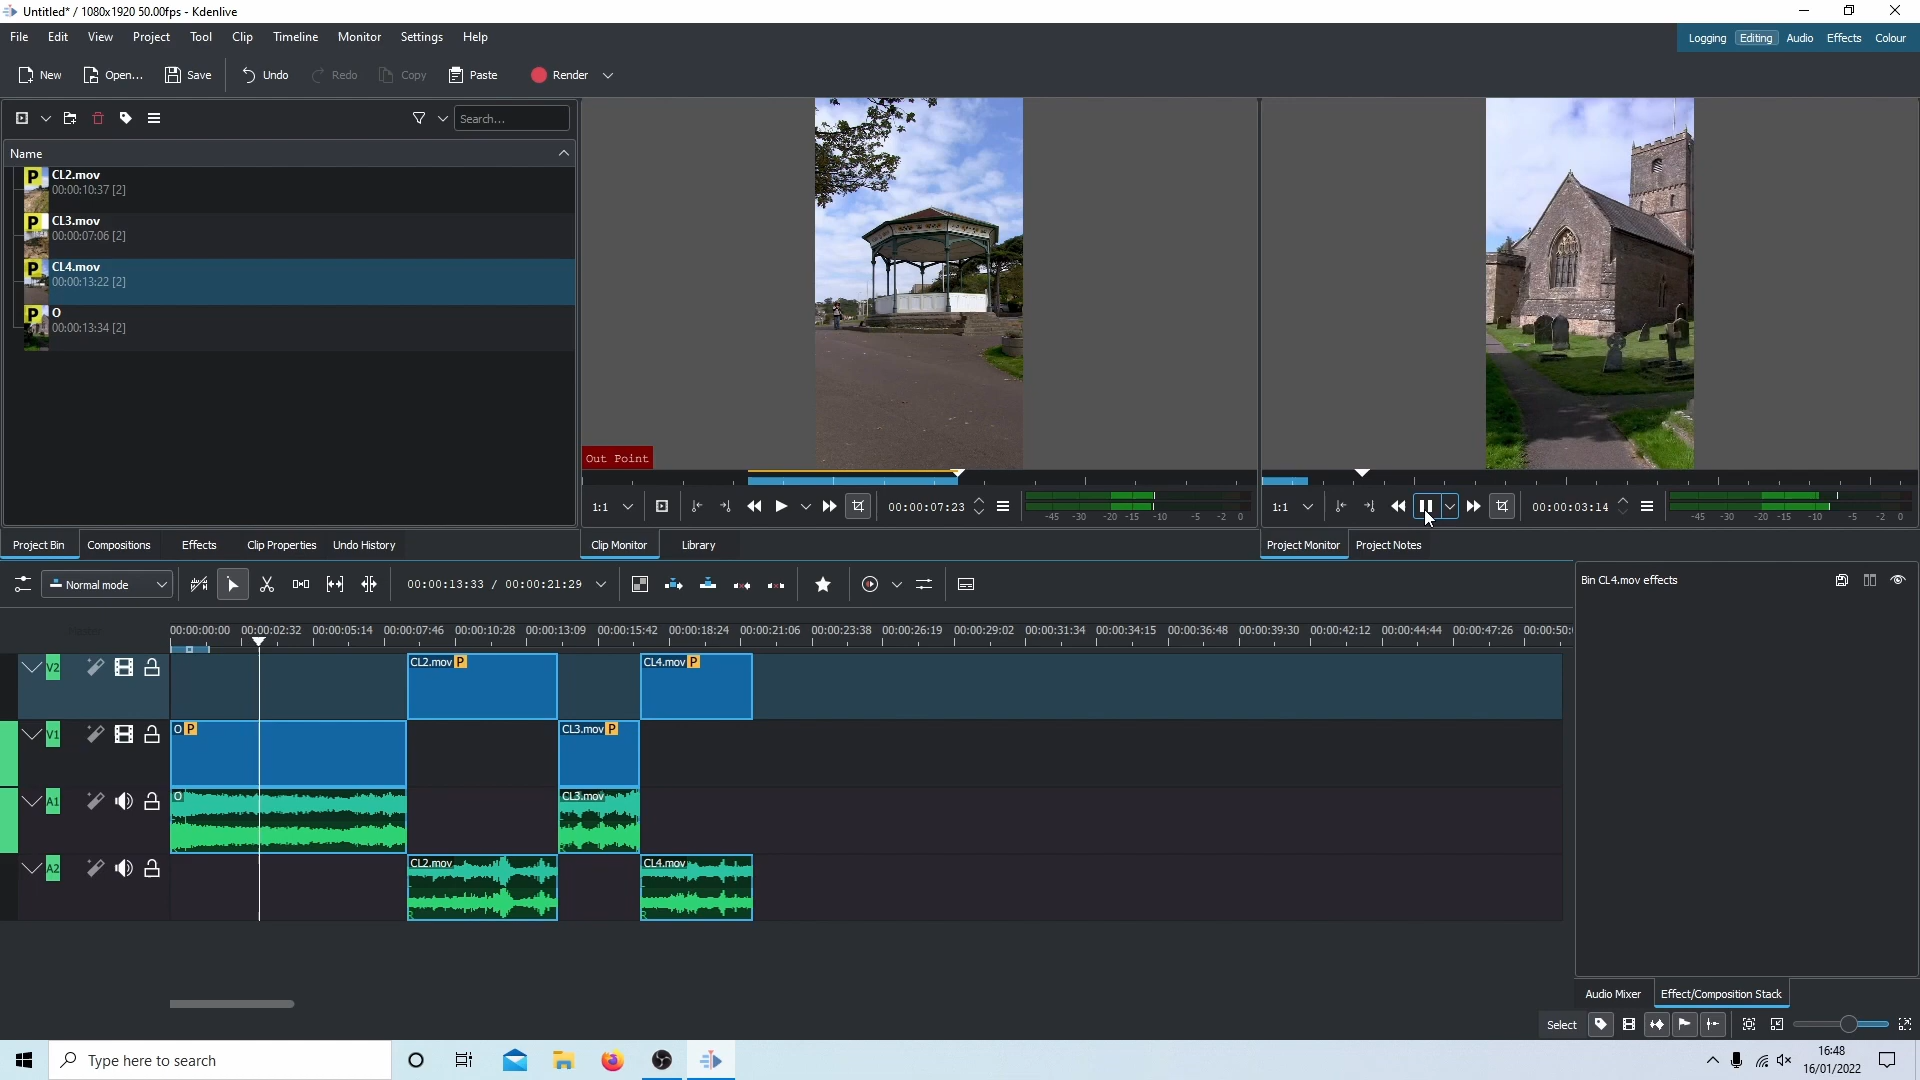 Untitled* / 1080x1920 50.00fps - Kdenlive
File Edit View Project Tool Clip Timeline Monitor Settings Help
Logging Editing Audio Effects Colour
New Open... Save Undo Redo Copy Paste Render
Search...
Name
P CL2.mov
00:00:10:37 [2]
P CL3.mov
00:00:07:06 [2]
P CL4.mov
00:00:13:22 [2]
P O
00:00:13:34 [2]
Out Point
1:1 00:00:07:23 -45 -30 -20 -15 -10 -5 -2 0
1:1 00:00:03:14 -45 -30 -20 -15 -10 -5 -2 0
Project Bin Compositions Effects Clip Properties Undo History
Clip Monitor Library
Project Monitor Project Notes
Normal mode 00:00:13:33 / 00:00:21:29
Bin CL4.mov effects
00:00:00:00 00:00:02:32 00:00:05:14 00:00:07:46 00:00:10:28 00:00:13:09 00:00:15:42 00:00:18:24 00:00:21:06 00:00:23:38 00:00:26:19 00:00:29:02 00:00:31:34 00:00:34:15 00:00:36:48 00:00:39:30 00:00:42:12 00:00:44:44 00:00:47:26 00:00:50:
V2 CL2.mov P CL4.mov P
V1 O P CL3.mov P
A1 O CL3.mov
A2 CL2.mov CL4.mov
R R
Audio Mixer Effect/Composition Stack
Select
Type here to search
16:48
16/01/2022